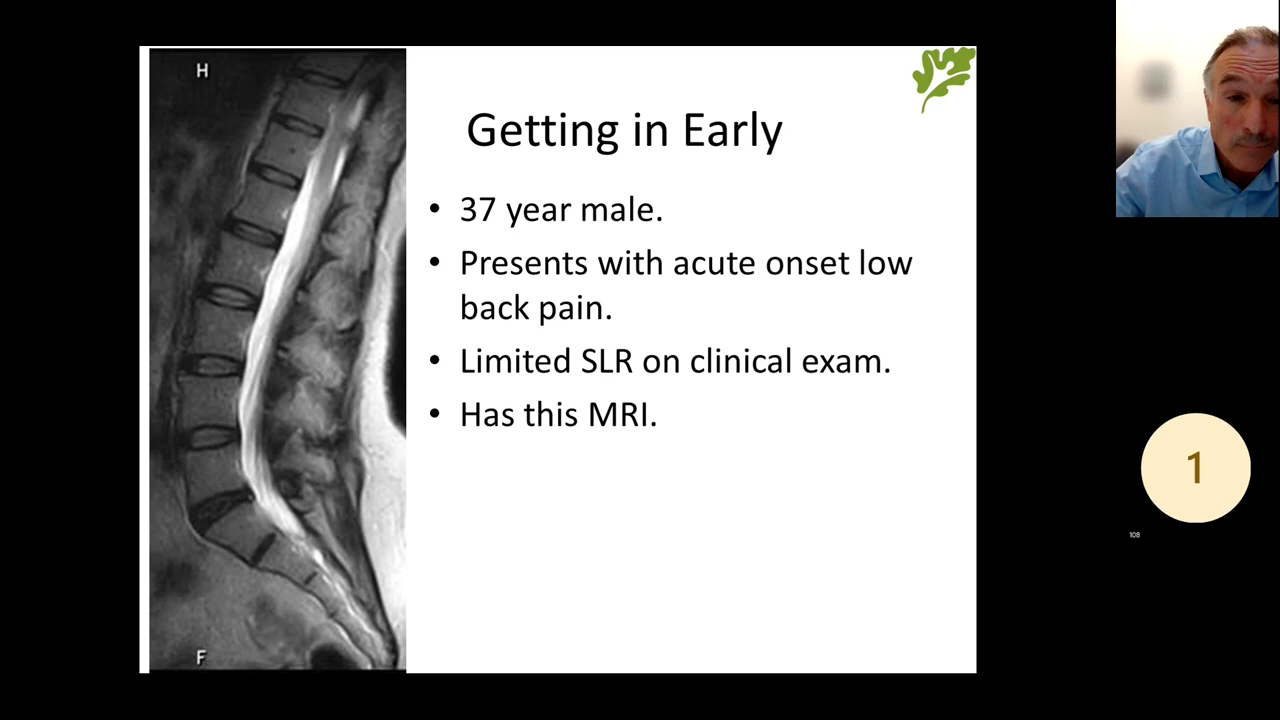 H
Getting in Early
• 37 year male.
• Presents with acute onset low
back pain.
• Limited SLR on clinical exam.
• Has this MRI.
F
1
108